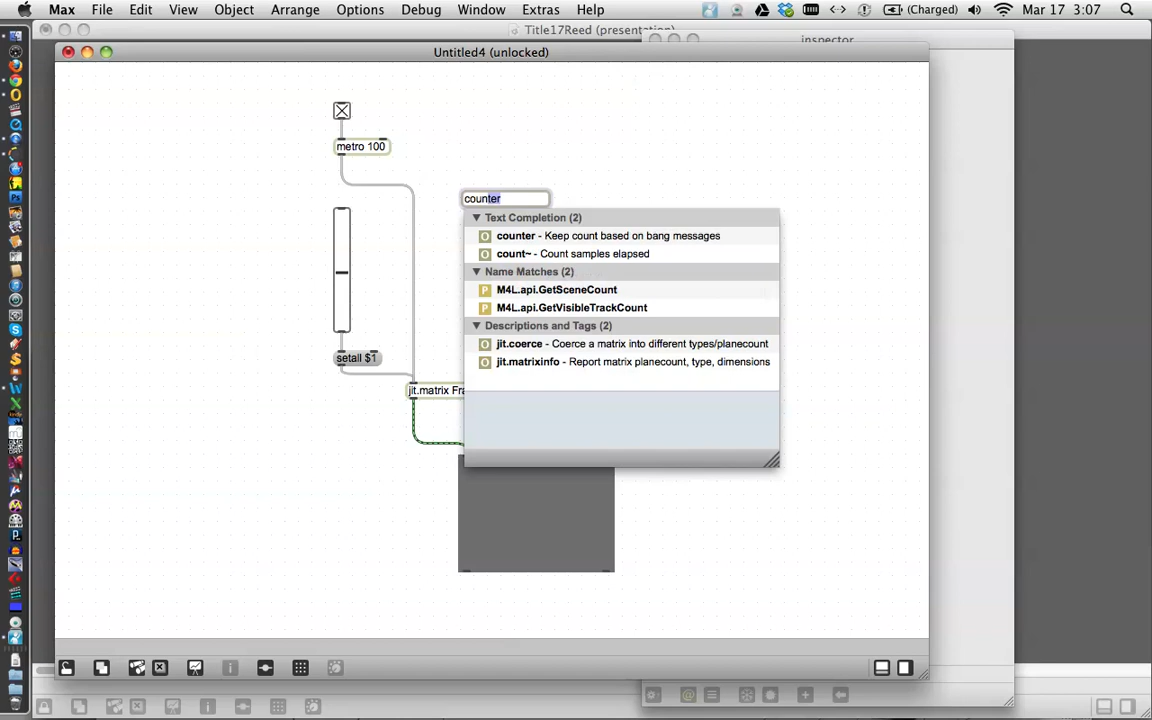 Max File Edit View Object Arrange Options Debug Window Extras Help (Charged) Mar 17 3:07
Title17Reed (presentation)
inspector
Untitled4 (unlocked)
metro 100
counter
Text Completion (2)
counter - Keep count based on bang messages
count~ - Count samples elapsed
Name Matches (2)
M4L.api.GetSceneCount
M4L.api.GetVisibleTrackCount
Descriptions and Tags (2)
jit.coerce - Coerce a matrix into different types/planecount
setall $1
jit.matrixinfo - Report matrix planecount, type, dimensions
jit.matrix Fra